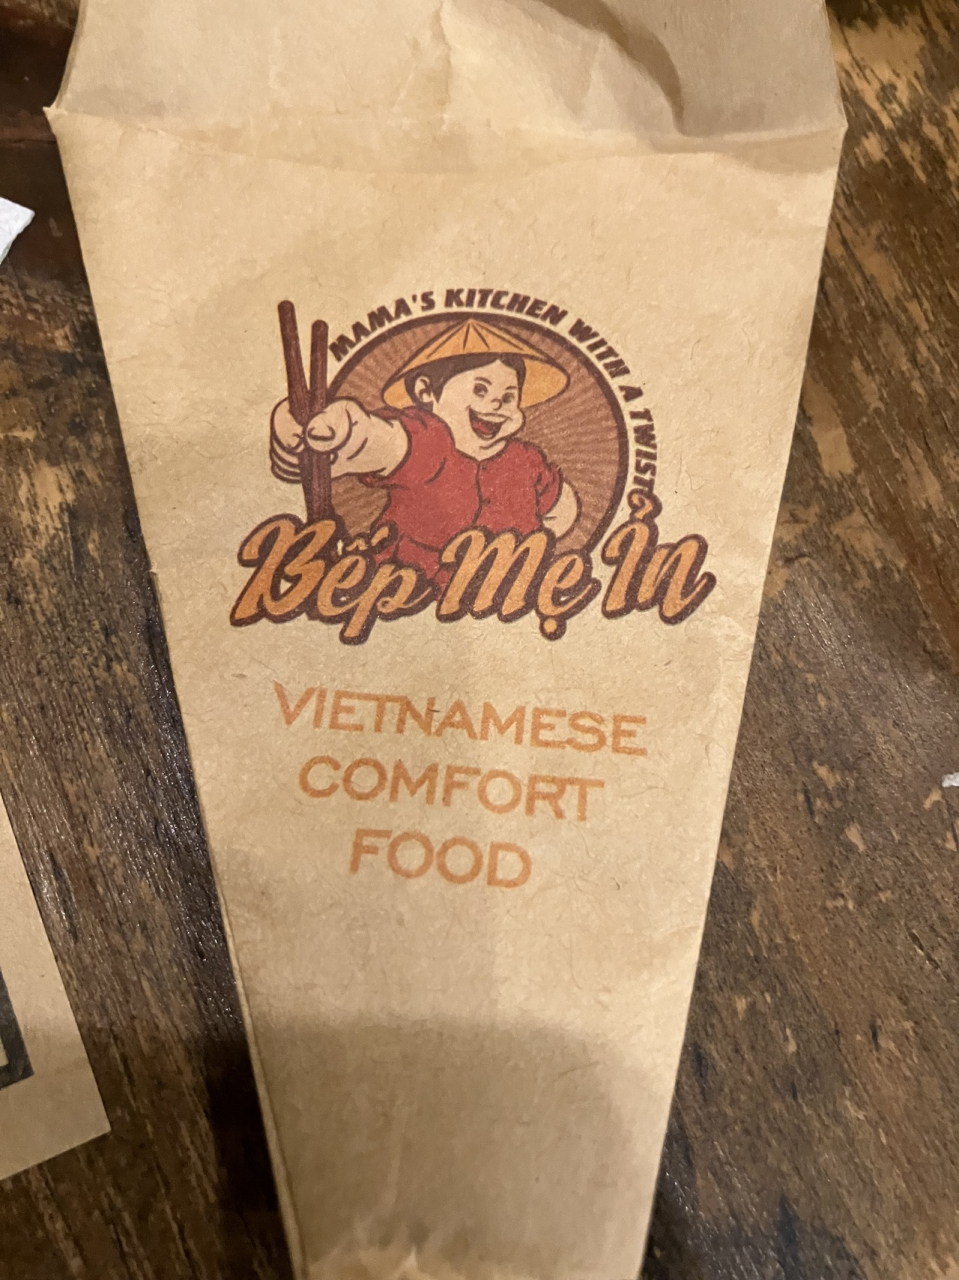 MAMA'S KITCHEN WITH A TWIST
Bếp Mẹ Ỉn
VIETNAMESE
COMFORT
FOOD